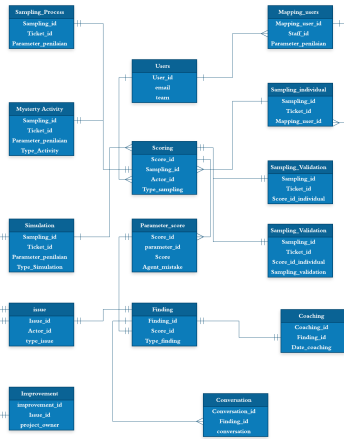 Sampling_Process
Sampling_id
Ticket_id
Parameter_penilaian
Mapping_users
Mapping_user_id
Staff_id
Parameter_penilaian
Users
User_id
email
team
Mysterty Activity
Sampling_id
Ticket_id
Parameter_penilaian
Type_Activity
Sampling_individual
Sampling_id
Ticket_id
Mapping_user_id
Scoring
Score_id
Sampling_id
Actor_id
Type_sampling
Sampling_Validation
Sampling_id
Ticket_id
Score_id_individual
Simulation
Sampling_id
Ticket_id
Parameter_penilaian
Type_Simulation
Parameter_score
Score_id
parameter_id
Score
Agent_mistake
Sampling_Validation
Sampling_id
Ticket_id
Score_id_individual
Sampling_validation
issue
Issue_id
Actor_id
type_issue
Finding
Finding_id
Score_id
Type_finding
Coaching
Coaching_id
Finding_id
Date_coaching
Improvement
improvement_id
Issue_id
project_owner
Conversation
Conversation_id
Finding_id
conversation